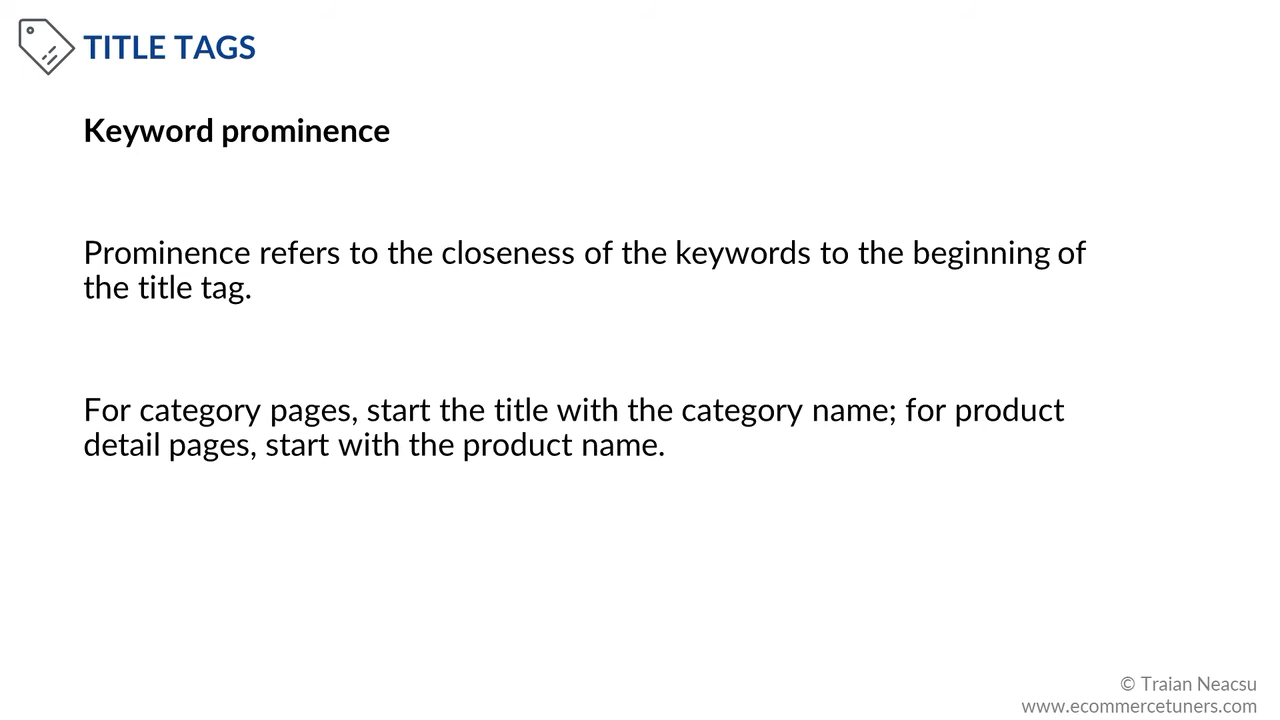 TITLE TAGS
Keyword prominence
Prominence refers to the closeness of the keywords to the beginning of
the title tag.
For category pages, start the title with the category name; for product
detail pages, start with the product name.
© Traian Neacsu
www.ecommercetuners.com